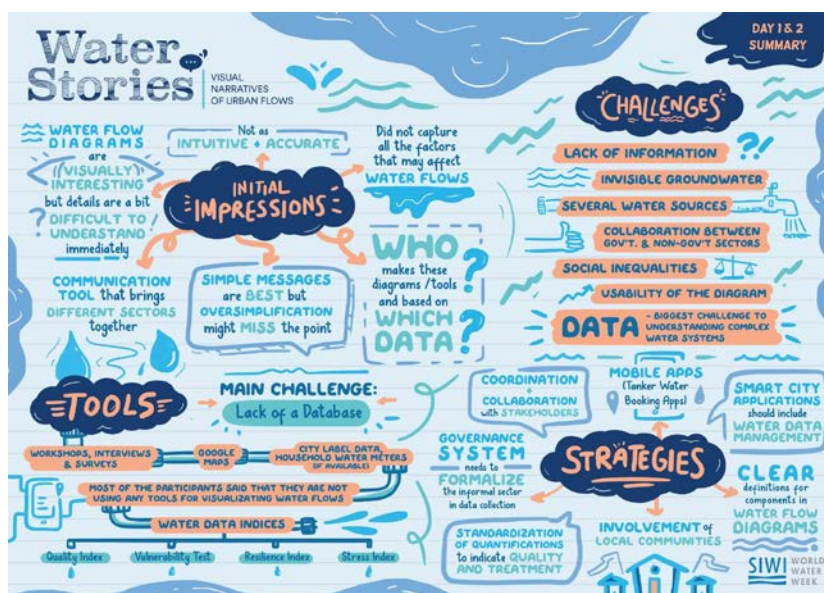 Water
Stories
VISUAL
NARRATIVES
OF URBAN FLOWS
DAY 1 & 2
SUMMARY
INITIAL
IMPRESSIONS
WATER FLOW
DIAGRAMS
are
VISUALLY
INTERESTING
but details are a bit
DIFFICULT TO
UNDERSTAND
immediately
Not as
INTUITIVE + ACCURATE
Did not capture
all the factors
that may affect
WATER FLOWS
COMMUNICATION
TOOL that brings
DIFFERENT SECTORS
together
SIMPLE MESSAGES
are BEST but
OVERSIMPLIFICATION
might MISS the point
WHO
makes these
diagrams /tools
and based on
WHICH
DATA?
?
CHALLENGES
LACK OF INFORMATION
?!
INVISIBLE GROUNDWATER
SEVERAL WATER SOURCES
COLLABORATION BETWEEN
GOV'T. & NON-GOV'T SECTORS
SOCIAL INEQUALITIES
USABILITY OF THE DIAGRAM
DATA - BIGGEST CHALLENGE TO
UNDERSTANDING COMPLEX
WATER SYSTEMS
TOOLS
MAIN CHALLENGE:
Lack of a Database
WORKSHOPS, INTERVIEWS
& SURVEYS
GOOGLE
MAPS
CITY LABEL DATA,
HOUSEHOLD WATER METERS
(IF AVAILABLE)
MOST OF THE PARTICIPANTS SAID THAT THEY ARE NOT
USING ANY TOOLS FOR VISUALIZATING WATER FLOWS
WATER DATA INDICES
Quality Index
Vulnerability Test
Resilience Index
Stress Index
STRATEGIES
COORDINATION
+
COLLABORATION
with STAKEHOLDERS
MOBILE APPS
(Tanker Water
Booking Apps)
SMART CITY
APPLICATIONS
should include
WATER DATA
MANAGEMENT
GOVERNANCE
SYSTEM
needs to
FORMALIZE
the informal sector
in data collection
CLEAR
definitions for
components in
WATER FLOW
DIAGRAMS
STANDARDIZATION
OF QUANTIFICATIONS
to indicate QUALITY
AND TREATMENT
INVOLVEMENT of
LOCAL COMMUNITIES
SIWI
WORLD
WATER
WEEK